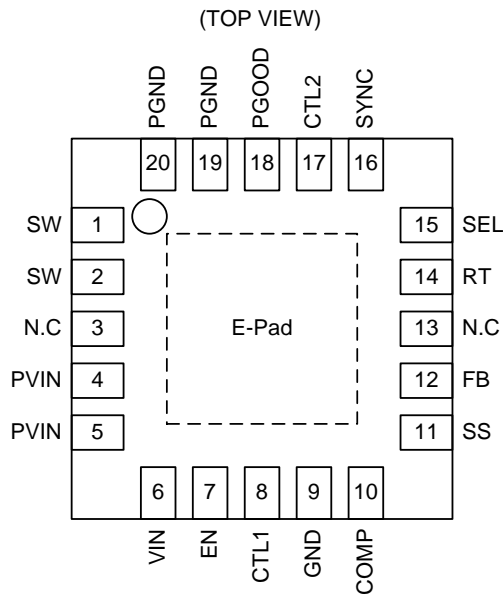 (TOP VIEW)
PGND PGND PGOOD CTL2 SYNC
20 19 18 17 16
SW 1 15 SEL
SW 2 14 RT
N.C 3 E-Pad 13 N.C
PVIN 4 12 FB
PVIN 5 11 SS
6 7 8 9 10
VIN EN CTL1 GND COMP